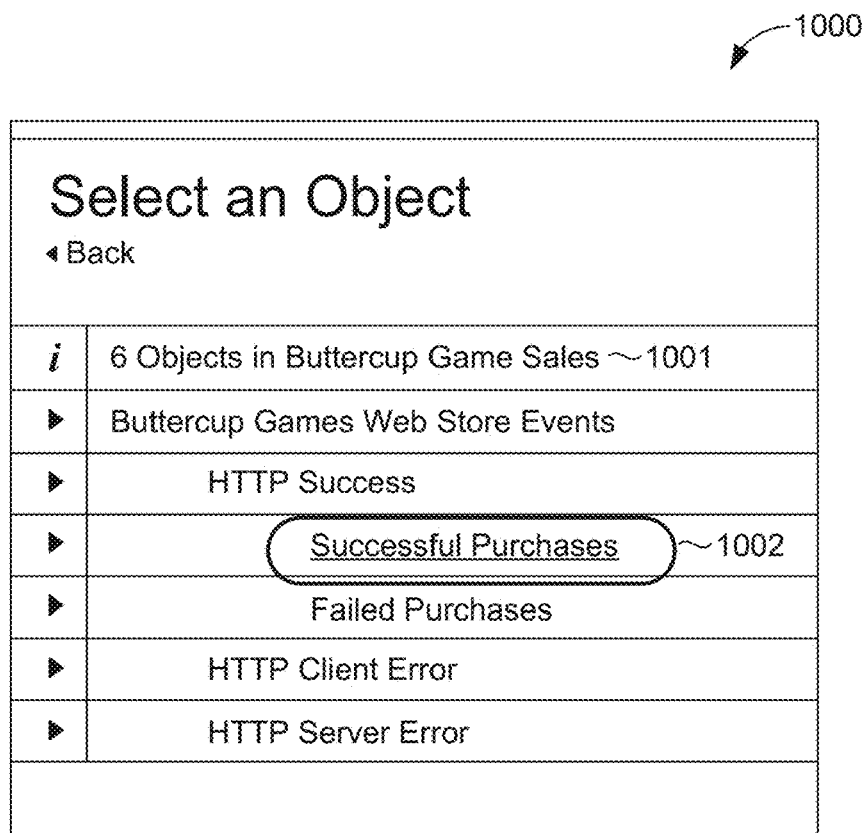 1000
Select an Object
Back
i 6 Objects in Buttercup Game Sales 1001
Buttercup Games Web Store Events
HTTP Success
Successful Purchases 1002
Failed Purchases
HTTP Client Error
HTTP Server Error